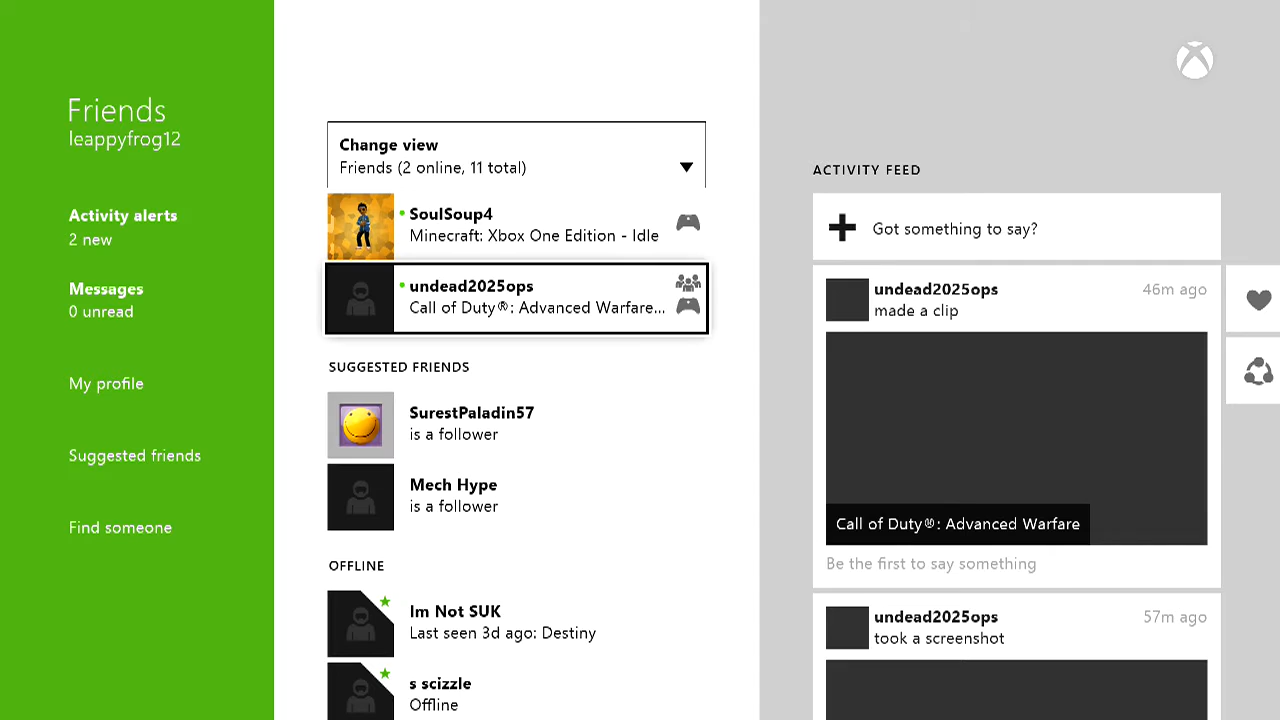 Friends
leappyfrog12
Activity alerts
2 new
Messages
0 unread
My profile
Suggested friends
Find someone
Change view
Friends (2 online, 11 total)
SoulSoup4
Minecraft: Xbox One Edition - Idle
undead2025ops
Call of Duty®: Advanced Warfare...
SUGGESTED FRIENDS
SurestPaladin57
is a follower
Mech Hype
is a follower
OFFLINE
Im Not SUK
Last seen 3d ago: Destiny
s scizzle
Offline
ACTIVITY FEED
Got something to say?
undead2025ops 46m ago
made a clip
Call of Duty®: Advanced Warfare
Be the first to say something
undead2025ops 57m ago
took a screenshot